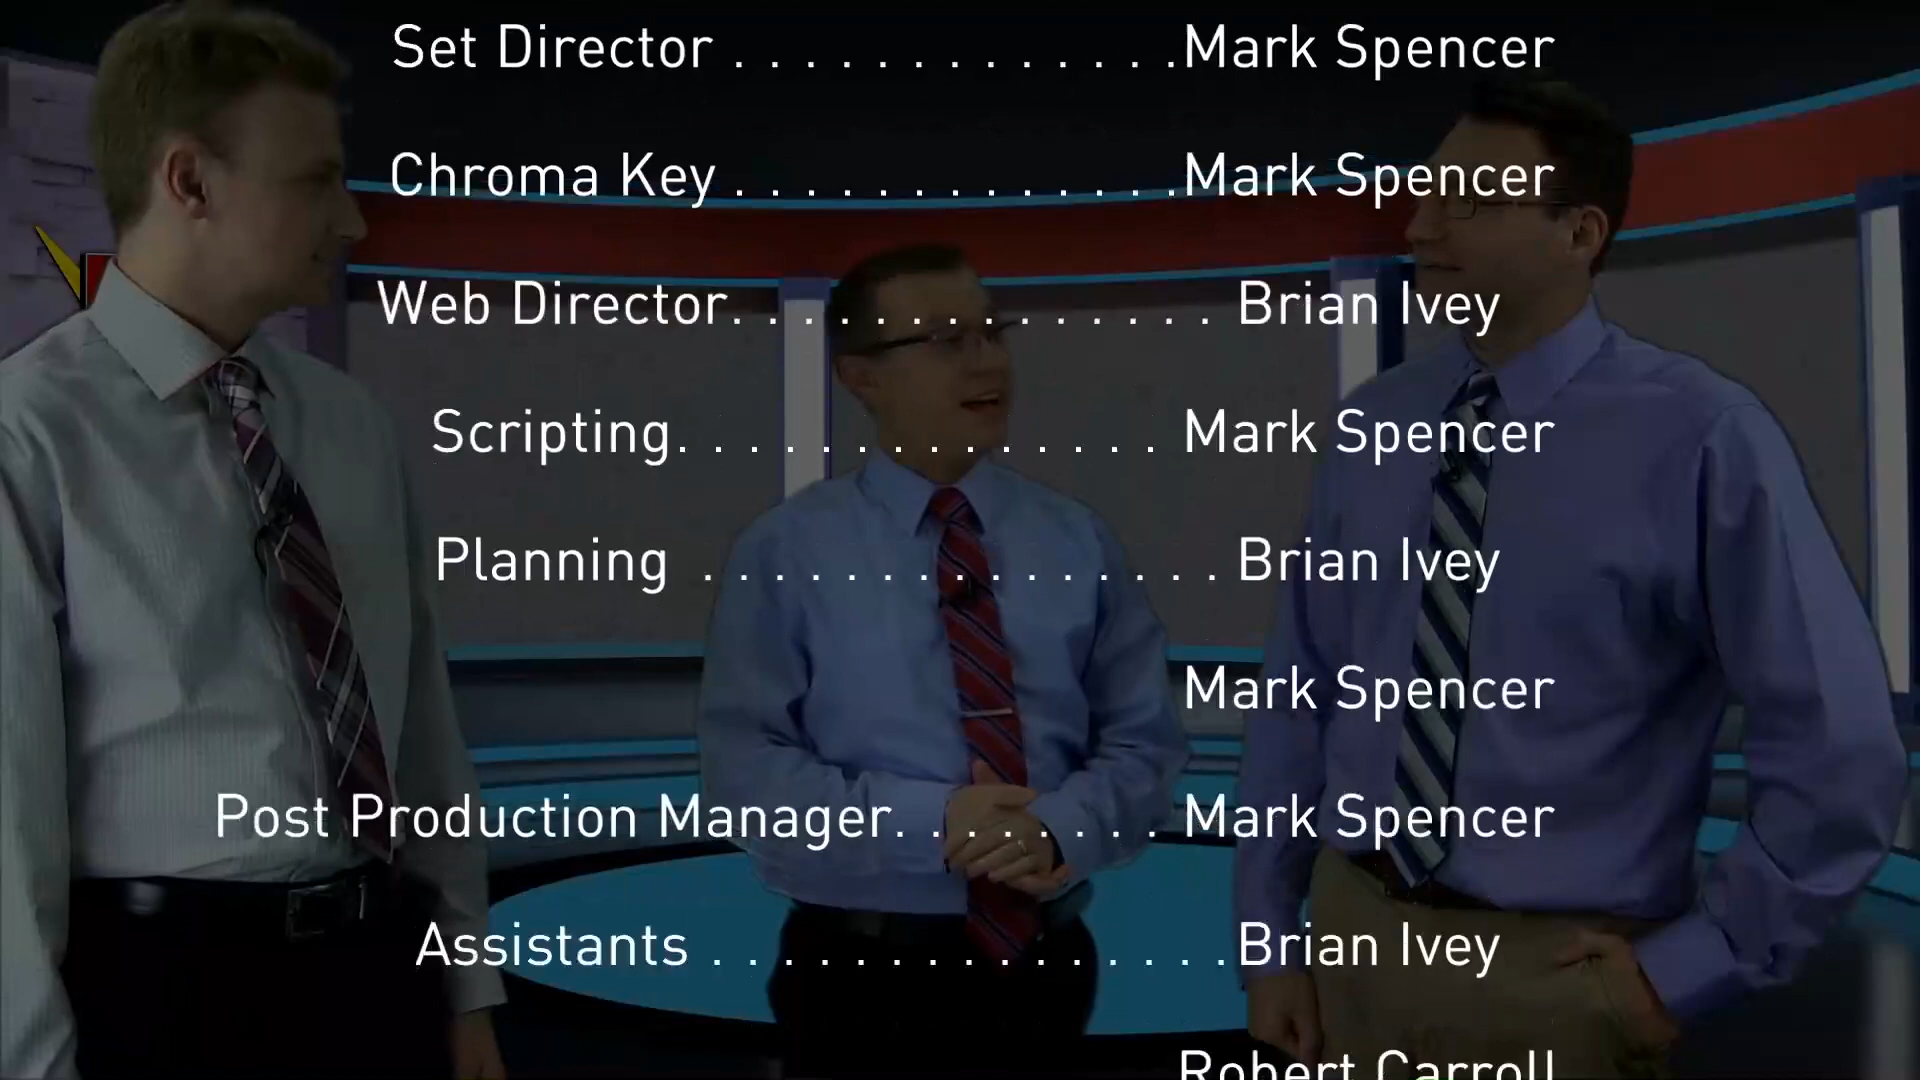 Set Director . . . . . . . . . . . . .Mark Spencer
Chroma Key . . . . . . . . . . . . .Mark Spencer
Web Director. . . . . . . . . . . . . . Brian Ivey
Scripting. . . . . . . . . . . . . . Mark Spencer
Planning . . . . . . . . . . . . . . . Brian Ivey
Mark Spencer
Post Production Manager. . . . . . . . Mark Spencer
Assistants . . . . . . . . . . . . . . .Brian Ivey
Robert Carroll